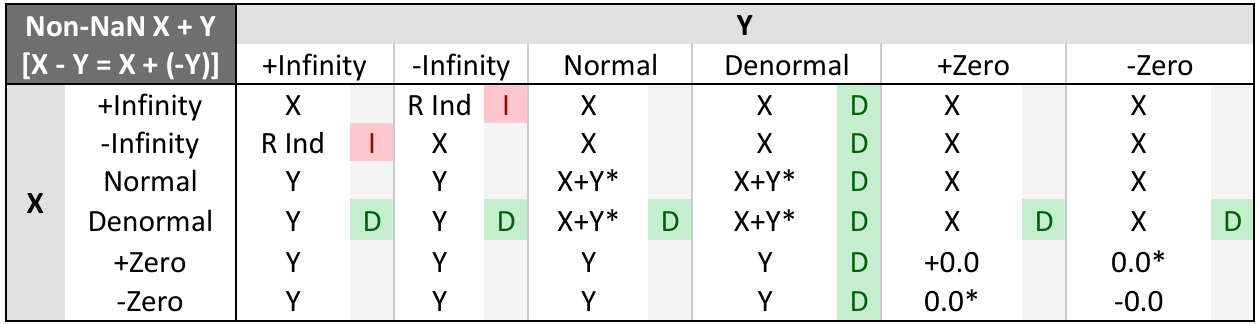 Non-NaN X + Y Y
[X - Y = X + (-Y)] +Infinity -Infinity Normal Denormal +Zero -Zero
+Infinity X R Ind I X X D X X
-Infinity R Ind I X X X D X X
Normal Y Y X+Y* X+Y* D X X
X
Denormal Y D Y D X+Y* D X+Y* D X D X D
+Zero Y Y Y Y D +0.0 0.0*
-Zero Y Y Y Y D 0.0* -0.0